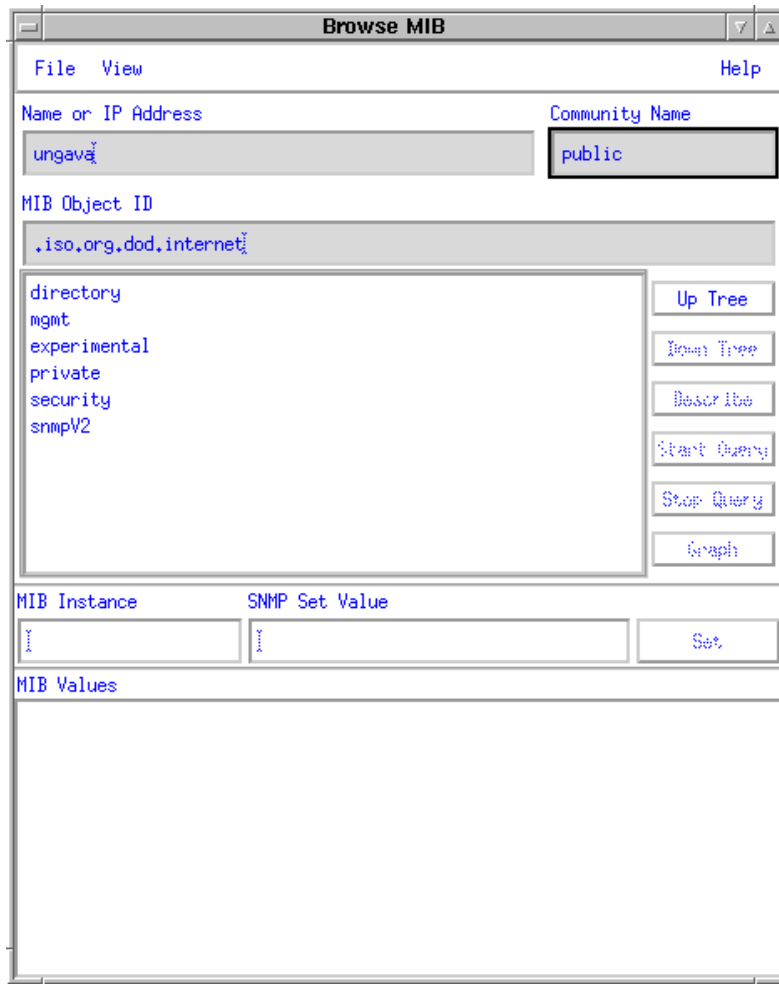 Browse MIB
File View Help
Name or IP Address Community Name
ungava public
MIB Object ID
.iso.org.dod.internet
directory
mgmt
experimental
private
security
snmpV2
Up Tree
Down Tree
Describe
Start Query
Stop Query
Graph
MIB Instance SNMP Set Value
Set
MIB Values